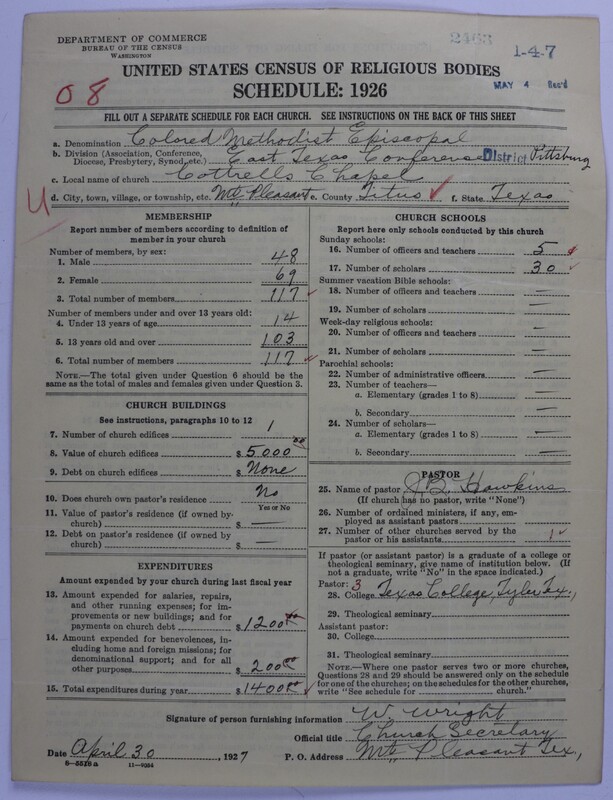 DEPARTMENT OF COMMERCE
BUREAU OF THE CENSUS
WASHINGTON
2463
1-4-7
MAY 4 Rec'd
UNITED STATES CENSUS OF RELIGIOUS BODIES
SCHEDULE: 1926
08
FILL OUT A SEPARATE SCHEDULE FOR EACH CHURCH. SEE INSTRUCTIONS ON THE BACK OF THIS SHEET
a. Denomination Colored Methodist Episcopal
b. Division (Association, Conference, Diocese, Presbytery, Synod, etc.) East Texas Conference District Pittsburg
c. Local name of church Cottrells Chapel
d. City, town, village, or township, etc. Mt. Pleasant e. County Titus f. State Texas
MEMBERSHIP
Report number of members according to definition of
member in your church
Number of members, by sex:
1. Male 48
2. Female 69
3. Total number of members 117
Number of members under and over 13 years old:
4. Under 13 years of age 14
5. 13 years old and over 103
6. Total number of members 117
NOTE.—The total given under Question 6 should be
same as the total of males and females given under Question 3.
CHURCH BUILDINGS
See instructions, paragraphs 10 to 12
7. Number of church edifices 1
8. Value of church edifices $ 5000 00
9. Debt on church edifices $ None
10. Does church own pastor's residence No
Yes or No
11. Value of pastor's residence (if owned by
church) $ —
12. Debt on pastor's residence (if owned by
church) $ —
EXPENDITURES
Amount expended by your church during last fiscal year
13. Amount expended for salaries, repairs,
and other running expenses; for im-
provements or new buildings; and for
payments on church debt $ 1200 00
14. Amount expended for benevolences, in-
cluding home and foreign missions; for
denominational support; and for all
other purposes $ 200 00
15. Total expenditures during year $ 1400 00
CHURCH SCHOOLS
Report here only schools conducted by this church
Sunday schools:
16. Number of officers and teachers 5
17. Number of scholars 30
Summer vacation Bible schools:
18. Number of officers and teachers —
19. Number of scholars —
Week-day religious schools:
20. Number of officers and teachers —
21. Number of scholars —
Parochial schools:
22. Number of administrative officers —
23. Number of teachers—
a. Elementary (grades 1 to 8) —
b. Secondary —
24. Number of scholars—
a. Elementary (grades 1 to 8) —
b. Secondary —
PASTOR
25. Name of pastor J. B. Hawkins
(If church has no pastor, write "None")
26. Number of ordained ministers, if any, em-
ployed as assistant pastors
27. Number of other churches served by the
pastor or his assistants 1
If pastor (or assistant pastor) is a graduate of a college or
theological seminary, give name of institution below. (If
not a graduate, write "No" in the space indicated.)
Pastor: 3
28. College Texas College, Tyler Tex.,
29. Theological seminary
Assistant pastor:
30. College
31. Theological seminary
NOTE.—Where one pastor serves two or more churches,
Questions 28 and 29 should be answered only on the schedule
for one of the churches; on the schedules for the other churches,
write "See schedule for church."
Signature of person furnishing information W. Wright
Official title Church Secretary
Date April 30, 1927 P. O. Address Mt. Pleasant Tex.,
6-5518a 11-9094